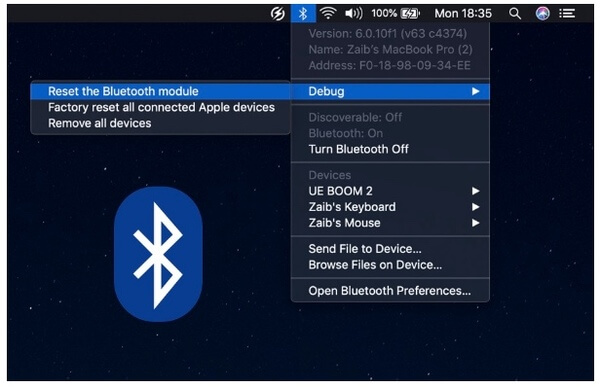 100% Mon 18:35
Version: 6.0.10f1 (v63 c4374)
Name: Zaib's MacBook Pro (2)
Address: F0-18-98-09-34-EE
Reset the Bluetooth module
Debug
Factory reset all connected Apple devices
Remove all devices
Discoverable: Off
Bluetooth: On
Turn Bluetooth Off
Devices
UE BOOM 2
Zaib's Keyboard
Zaib's Mouse
Send File to Device...
Browse Files on Device...
Open Bluetooth Preferences...